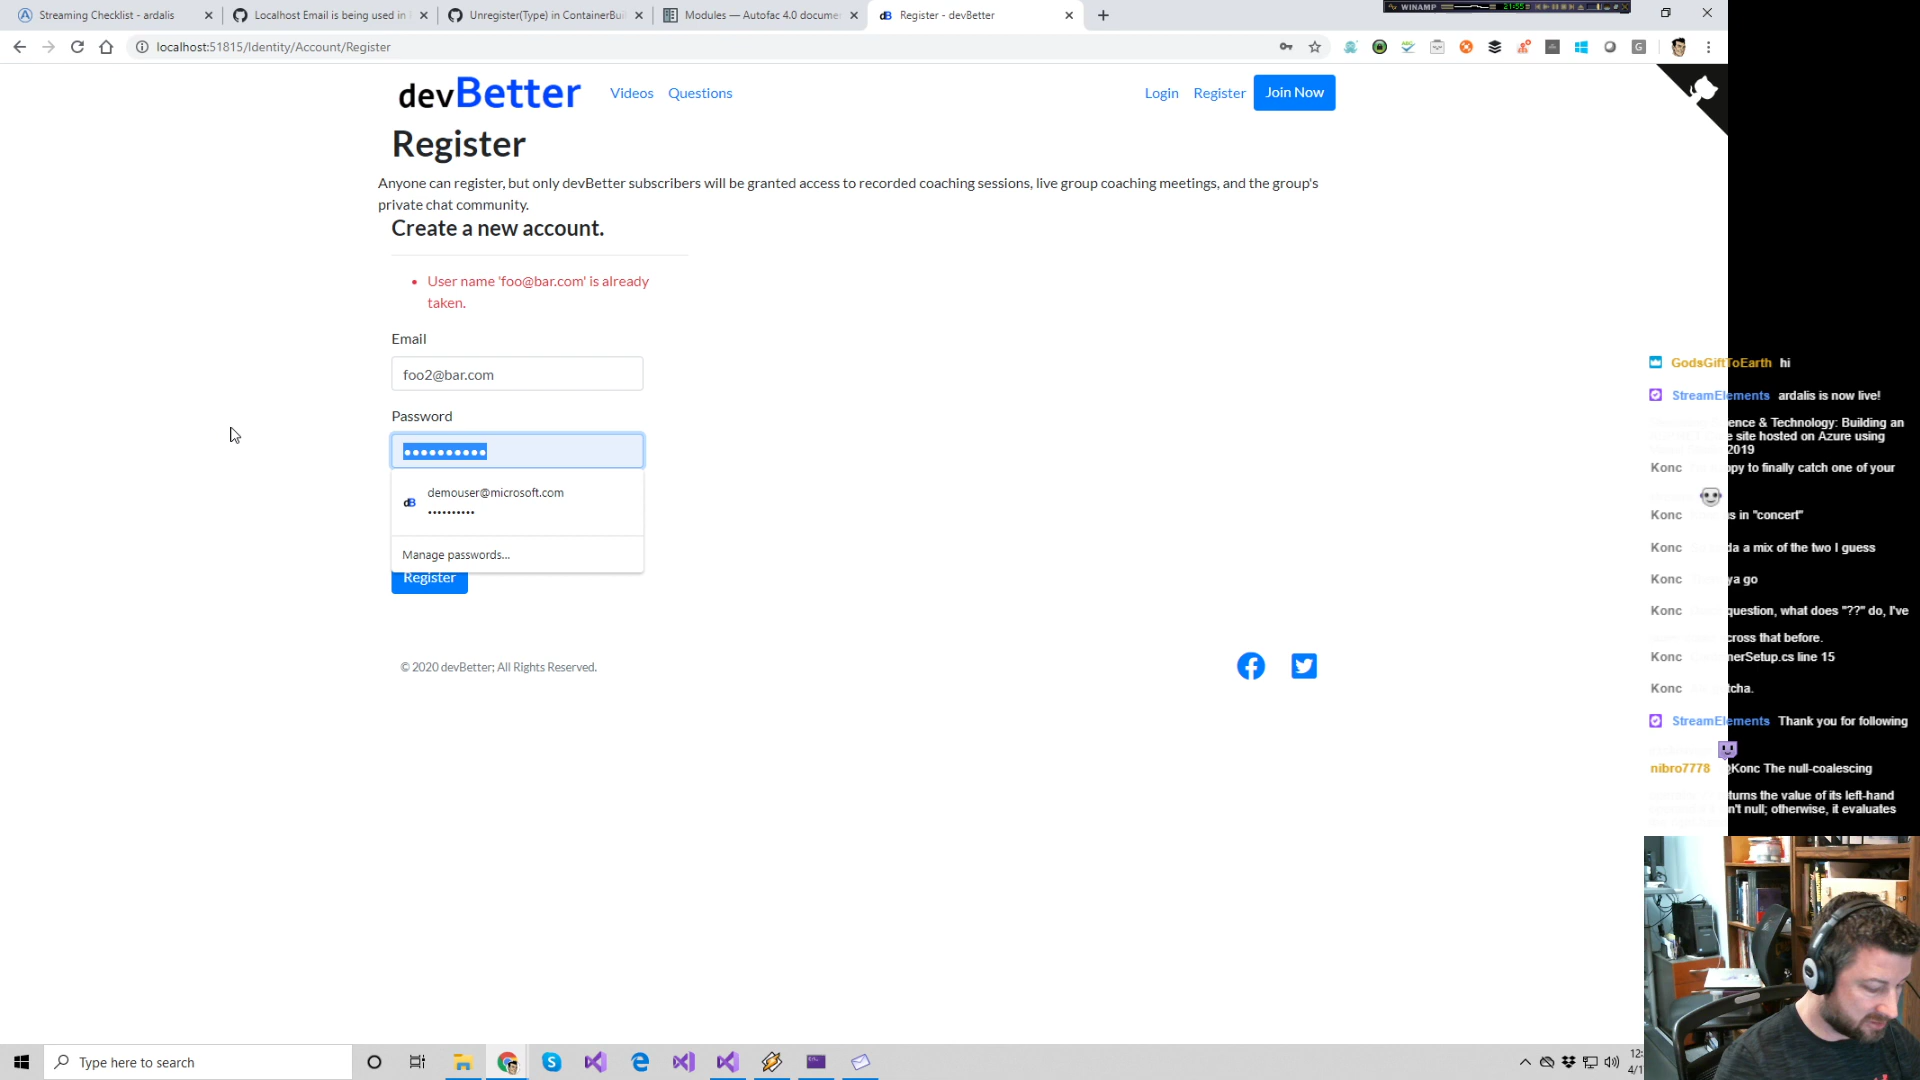 Streaming Checklist - ardalis
Localhost Email is being used in
Unregister(Type) in ContainerBui
Modules — Autofac 4.0 docume
Register - devBetter
WINAMP
21:55
localhost:51815/Identity/Account/Register
devBetter
Videos
Questions
Login
Register
Join Now
Register
Anyone can register, but only devBetter subscribers will be granted access to recorded coaching sessions, live group coaching meetings, and the group's
private chat community.
Create a new account.
User name 'foo@bar.com' is already
taken.
Email
foo2@bar.com
Password
dB
demouser@microsoft.com
Manage passwords...
Register
© 2020 devBetter; All Rights Reserved.
GodsGiftToEarth hi
StreamElements ardalis is now live!
ence & Technology: Building an
site hosted on Azure using
2019
Konc ppy to finally catch one of your
Konc s in "concert"
Konc da a mix of the two I guess
Konc ya go
Konc question, what does "??" do, I've
cross that before.
Konc nerSetup.cs line 15
Konc tcha.
StreamElements Thank you for following
nibro7778 @Konc The null-coalescing
turns the value of its left-hand
n't null; otherwise, it evaluates
Type here to search
12:
4/1